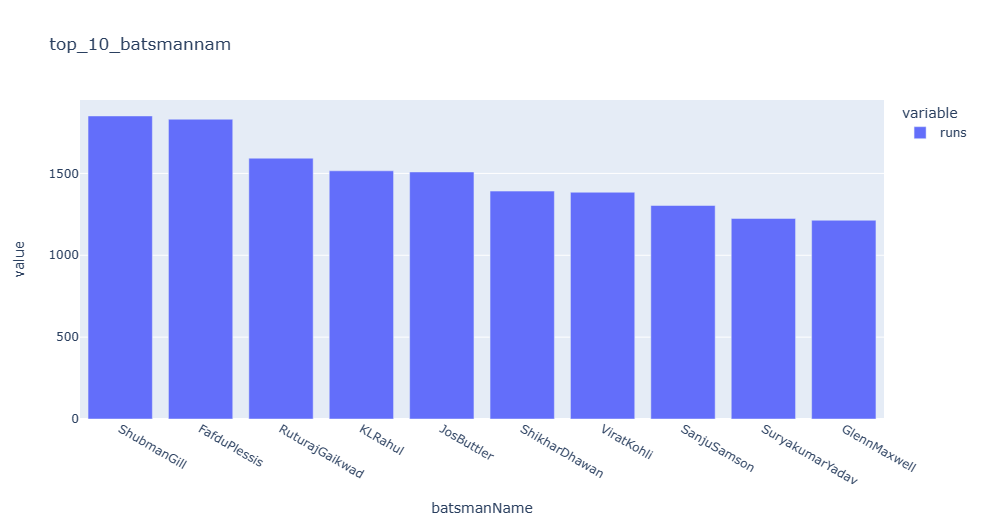 top_10_batsmannam
variable
runs
value
1500
1000
500
0
ShubmanGill
FafduPlessis
RuturajGaikwad
KLRahul
JosButtler
ShikharDhawan
ViratKohli
SanjuSamson
SuryakumarYadav
GlennMaxwell
batsmanName